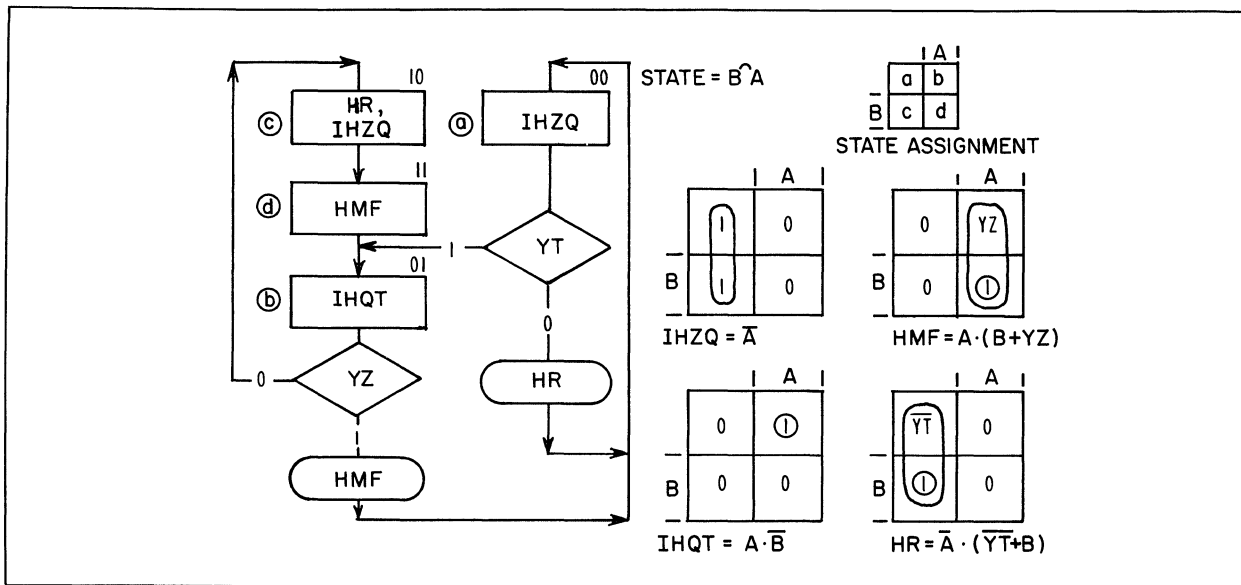 10
HR,
IHZQ
ⓒ
00
IHZQ
ⓐ
STATE = B⌒A
A
a b
B c d
STATE ASSIGNMENT
11
HMF
ⓓ
YT
1
0
01
IHQT
ⓑ
YZ
0
HR
HMF
A
1 0
B 1 0
IHZQ = A̅
A
0 YZ
B 0 1
HMF = A·(B+YZ)
A
0 1
B 0 0
IHQT = A·B̅
A
Y̅T̅ 0
B 1 0
HR = A̅·(Y̅T̅+B)